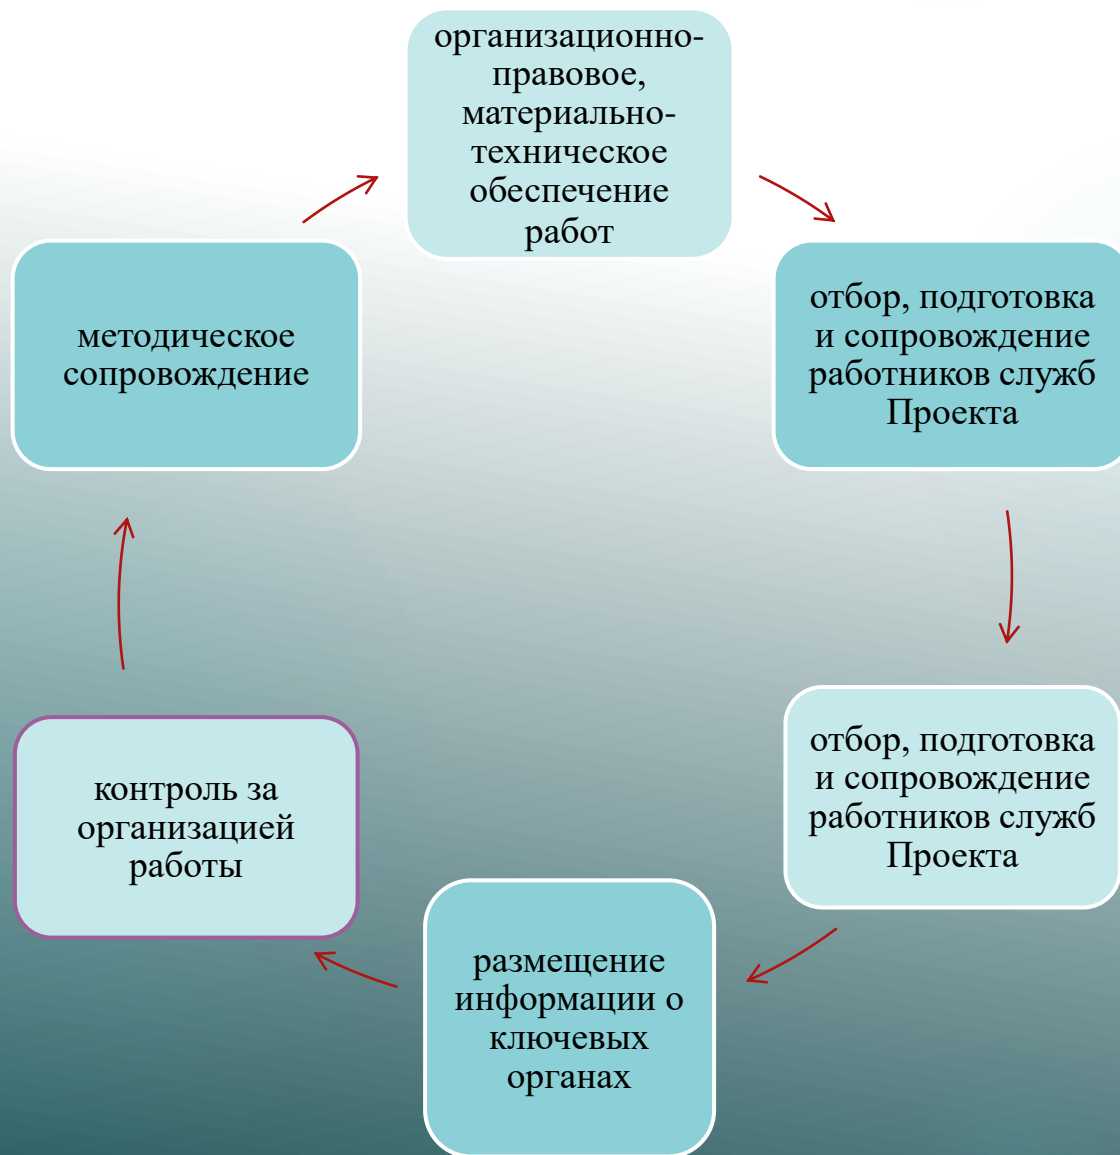 организационно-
правовое,
материально-
техническое
обеспечение
работ
отбор, подготовка
и сопровождение
работников служб
Проекта
отбор, подготовка
и сопровождение
работников служб
Проекта
размещение
информации о
ключевых
органах
контроль за
организацией
работы
методическое
сопровождение